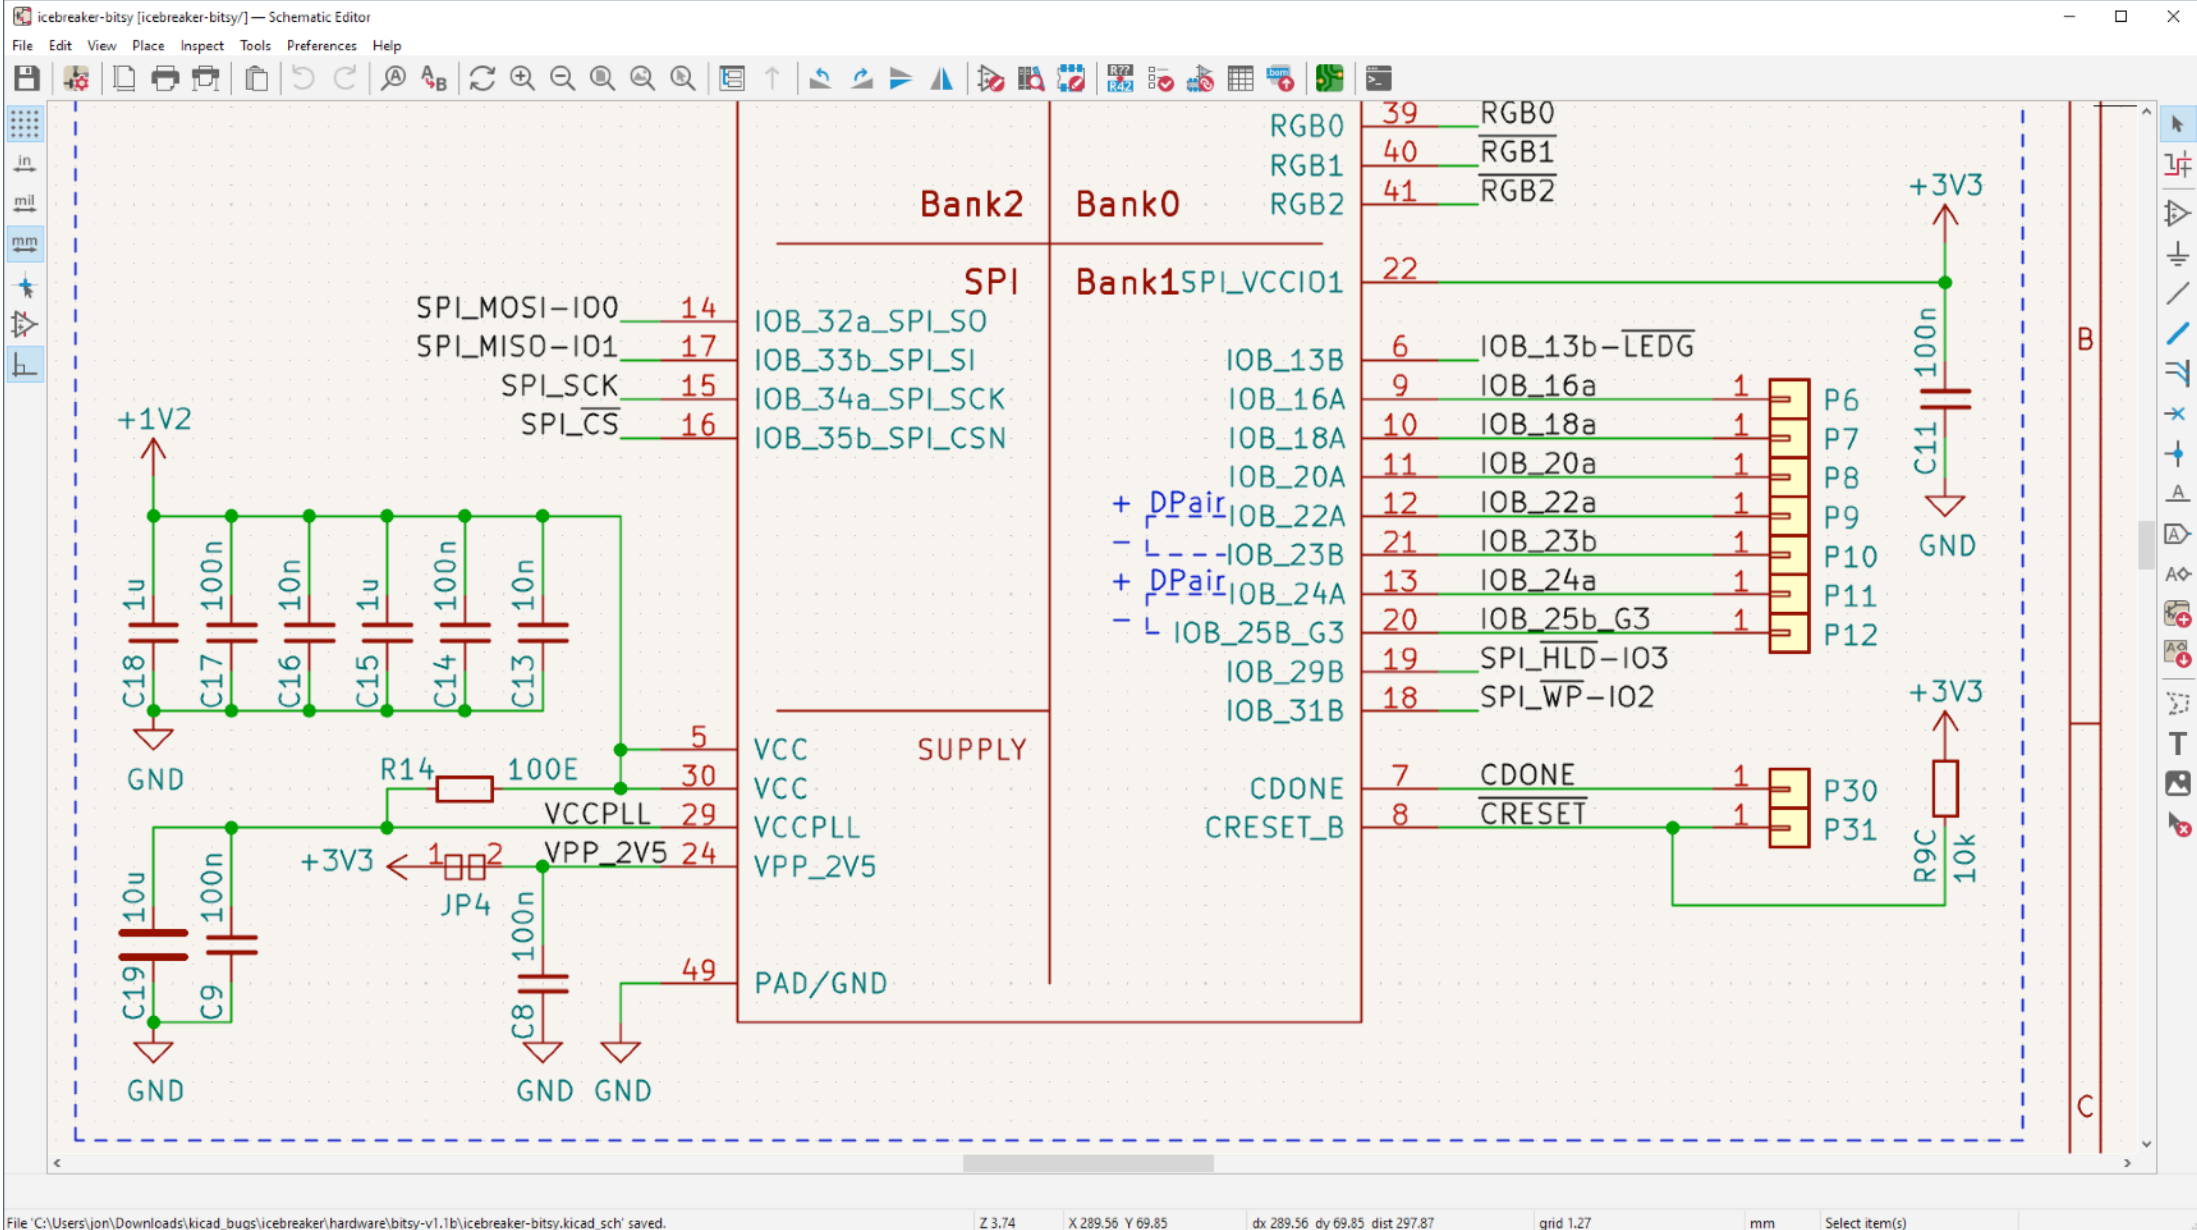 icebreaker-bitsy [icebreaker-bitsy/] — Schematic Editor
File Edit View Place Inspect Tools Preferences Help
A A B R?? R42 bom >_
in
mil
mm
RGB0 39 RGB0
RGB1 40 RGB1
RGB2 41 RGB2
Bank2 Bank0
+3V3
SPI Bank1 SPI_VCCIO1 22
SPI_MOSI-IO0 14 IOB_32a_SPI_SO
SPI_MISO-IO1 17 IOB_33b_SPI_SI
SPI_SCK 15 IOB_34a_SPI_SCK
SPI_CS 16 IOB_35b_SPI_CSN
IOB_13B 6 IOB_13b-LEDG
IOB_16A 9 IOB_16a 1 P6
IOB_18A 10 IOB_18a 1 P7
IOB_20A 11 IOB_20a 1 P8
+ DPair IOB_22A 12 IOB_22a 1 P9
− IOB_23B 21 IOB_23b 1 P10
+ DPair IOB_24A 13 IOB_24a 1 P11
− IOB_25B_G3 20 IOB_25b_G3 1 P12
IOB_29B 19 SPI_HLD-IO3
IOB_31B 18 SPI_WP-IO2
C11 100n
GND
B
+1V2
C18 1u
C17 100n
C16 10n
C15 1u
C14 100n
C13 10n
GND
5 VCC SUPPLY
R14 100E 30 VCC
VCCPLL 29 VCCPLL
+3V3 1 2 VPP_2V5 24 VPP_2V5
JP4
CDONE 7 CDONE 1 P30
CRESET_B 8 CRESET 1 P31
+3V3
R9C 10k
C19 10u
C9 100n
C8 100n
49 PAD/GND
GND GND GND
C
A
A
A
A
T
File 'C:\Users\jon\Downloads\kicad_bugs\icebreaker\hardware\bitsy-v1.1b\icebreaker-bitsy.kicad_sch' saved. Z 3.74 X 289.56 Y 69.85 dx 289.56 dy 69.85 dist 297.87 grid 1.27 mm Select item(s)